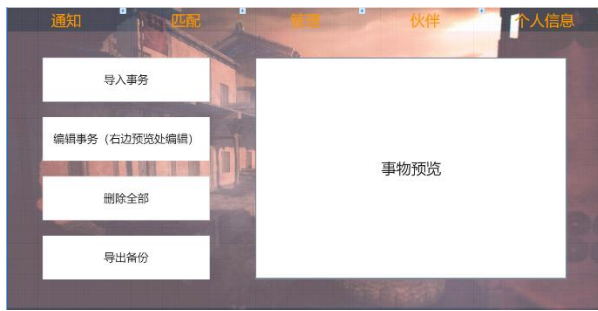 通知
匹配
管理
伙伴
个人信息
导入事务
编辑事务（右边预览处编辑）
事物预览
删除全部
导出备份